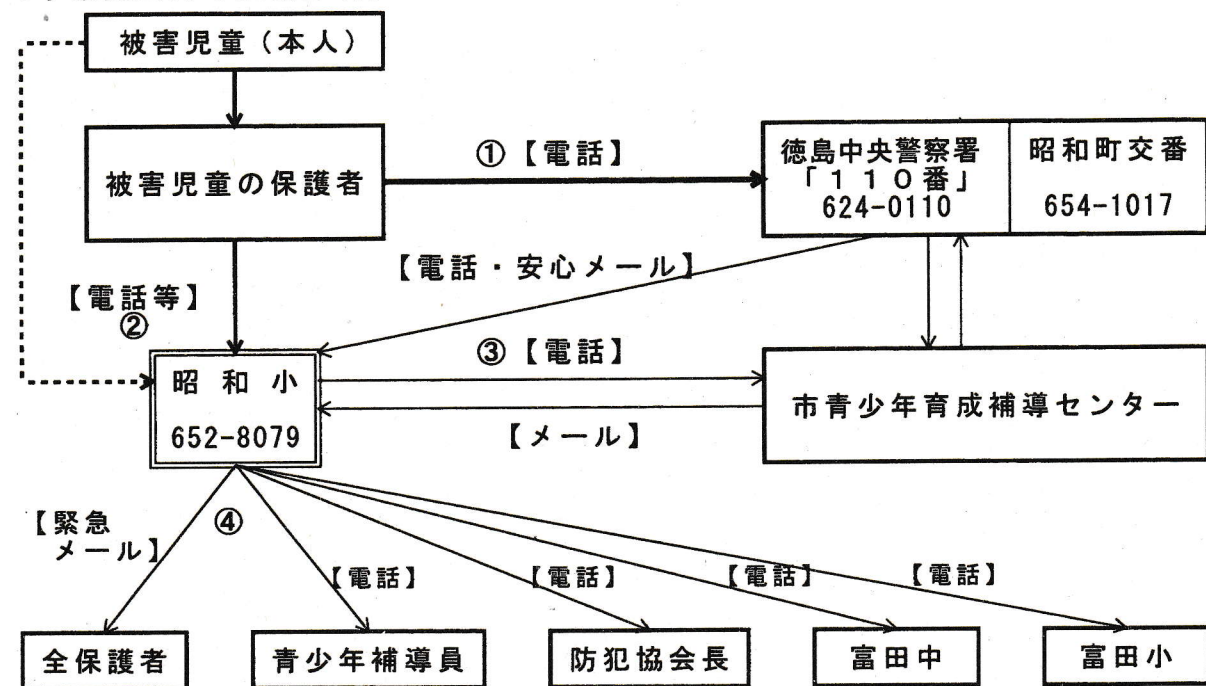 被害児童（本人）
被害児童の保護者
①【電話】
徳島中央警察署
「１１０番」
624-0110
昭和町交番
654-1017
【電話・安心メール】
【電話等】
②
昭和小
652-8079
③【電話】
【メール】
市青少年育成補導センター
【緊急
メール】
④
【電話】
【電話】
【電話】
【電話】
全保護者
青少年補導員
防犯協会長
富田中
富田小